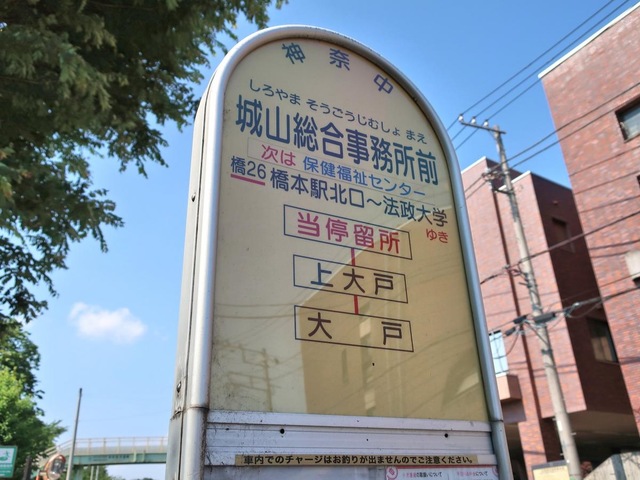 神奈中
しろやま そうごうじむしょ まえ
城山総合事務所前
次は 保健福祉センター
橋26 橋本駅北口～法政大学
ゆき
当停留所
上大戸
大戸
車内でのチャージはお釣りが出ませんのでご注意ください。